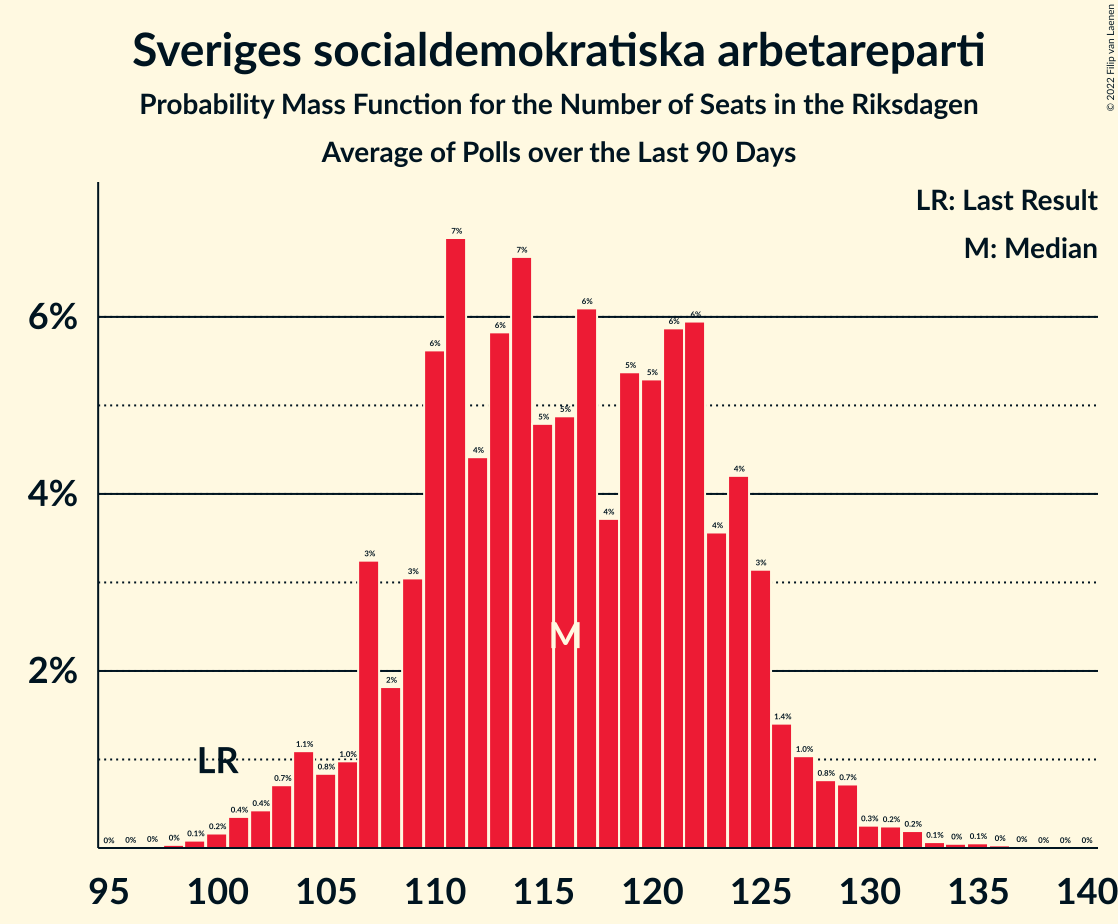 Sveriges socialdemokratiska arbetareparti
Probability Mass Function for the Number of Seats in the Riksdagen
Average of Polls over the Last 90 Days
© 2022 Filip van Laenen
LR: Last Result
M: Median
6%
4%
2%
0% 0% 0% 0% 0.1% 0.2% 0.4% 0.4% 0.7% 1.1% 0.8% 1.0% 3% 2% 3% 6% 7% 4% 6% 7% 5% 5% 6% 4% 5% 5% 6% 6% 4% 4% 3% 1.4% 1.0% 0.8% 0.7% 0.3% 0.2% 0.2% 0.1% 0% 0.1% 0% 0% 0% 0% 0%
LR
M
95 100 105 110 115 120 125 130 135 140